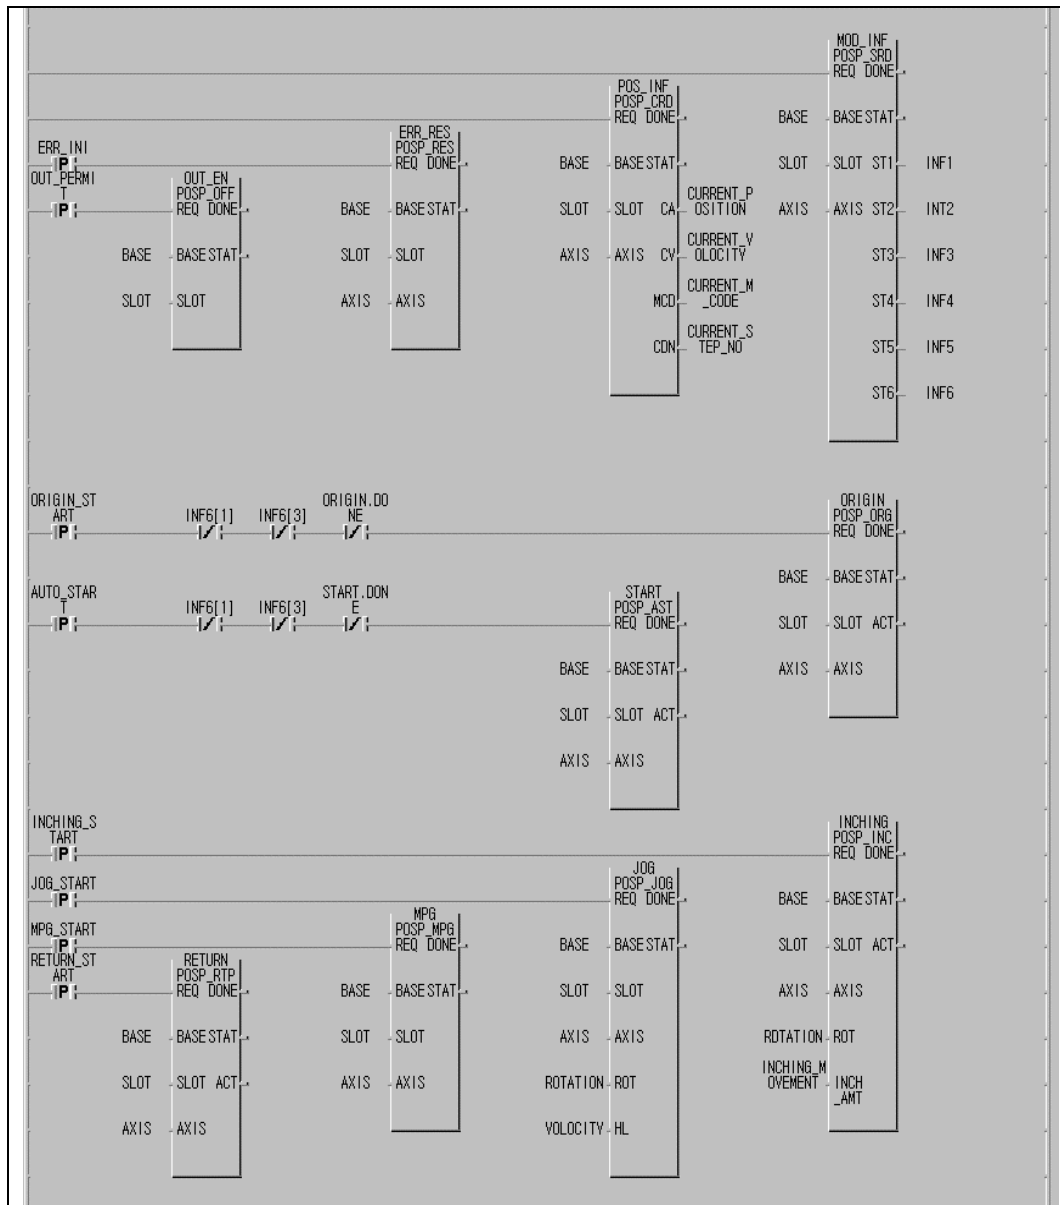 MOD_INF
POSP_SRD
REQ DONE
POS_INF
POSP_CRD
REQ DONE
BASE BASE STAT
ERR_RES
POSP_RES
REQ DONE
ERR_INI
P
BASE BASE STAT
SLOT SLOT ST1 INF1
OUT_PERMI
T
P
OUT_EN
POSP_OFF
REQ DONE
BASE BASE STAT
SLOT SLOT CA
CURRENT_P
OSITION
AXIS AXIS ST2 INT2
BASE BASE STAT
SLOT SLOT
AXIS AXIS CV
CURRENT_V
OLOCITY
ST3 INF3
SLOT SLOT
AXIS AXIS
MCD
CURRENT_M
_CODE
ST4 INF4
CDN
CURRENT_S
TEP_NO
ST5 INF5
ST6 INF6
ORIGIN_ST
ART
P
INF6[1]
INF6[3]
ORIGIN.DO
NE
ORIGIN
POSP_ORG
REQ DONE
BASE BASE STAT
AUTO_STAR
T
P
INF6[1]
INF6[3]
START.DON
E
START
POSP_AST
REQ DONE
SLOT SLOT ACT
BASE BASE STAT
AXIS AXIS
SLOT SLOT ACT
AXIS AXIS
INCHING_S
TART
P
INCHING
POSP_INC
REQ DONE
JOG_START
P
JOG
POSP_JOG
REQ DONE
BASE BASE STAT
MPG_START
P
MPG
POSP_MPG
REQ DONE
BASE BASE STAT
SLOT SLOT ACT
RETURN_ST
ART
P
RETURN
POSP_RTP
REQ DONE
BASE BASE STAT
SLOT SLOT
AXIS AXIS
BASE BASE STAT
SLOT SLOT
AXIS AXIS
RDTATION ROT
SLOT SLOT ACT
AXIS AXIS
ROTATION ROT
INCHING_M
OVEMENT
INCH
_AMT
AXIS AXIS
VOLOCITY HL